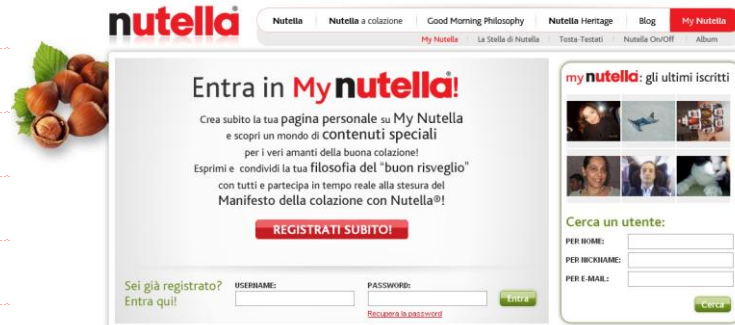 nutella
Nutella Nutella a colazione Good Morning Philosophy Nutella Heritage Blog My Nutella
My Nutella La Stella di Nutella Tosta-Testati Nutella On/Off Album
Entra in My nutella!
Crea subito la tua pagina personale su My Nutella
e scopri un mondo di contenuti speciali
per i veri amanti della buona colazione!
Esprimi e condividi la tua filosofia del "buon risveglio"
con tutti e partecipa in tempo reale alla stesura del
Manifesto della colazione con Nutella®!
REGISTRATI SUBITO!
Sei già registrato?
Entra qui!
USERNAME:
PASSWORD:
Entra
Recupera la password
my nutella: gli ultimi iscritti
Cerca un utente:
PER NOME:
PER NICKNAME:
PER E-MAIL:
Cerca